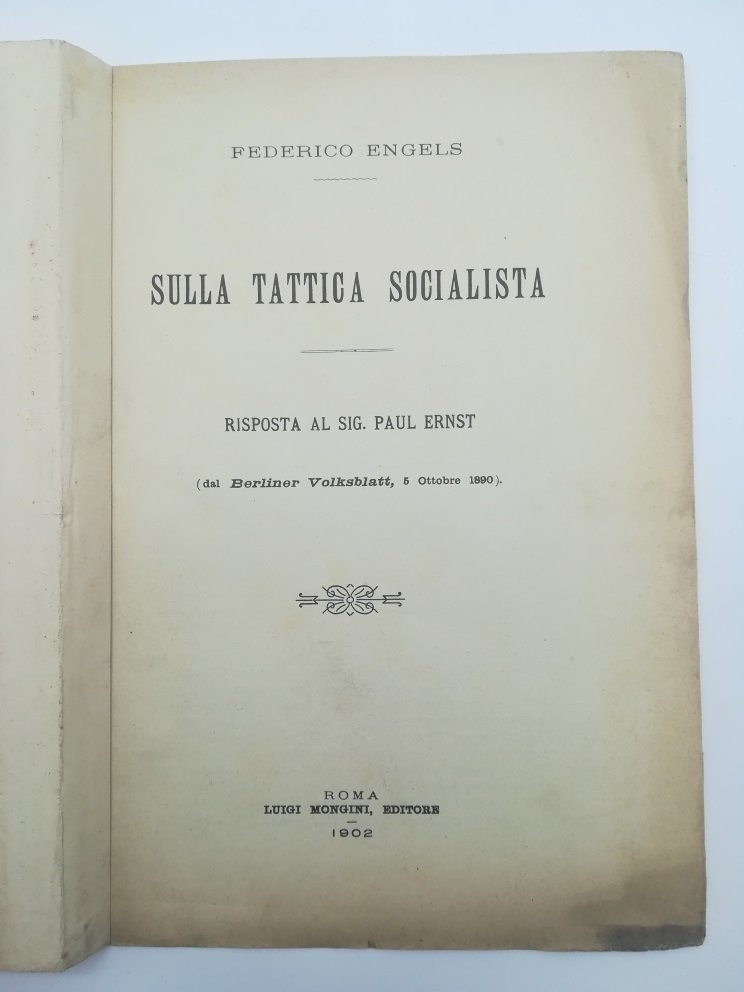 FEDERICO ENGELS
SULLA TATTICA SOCIALISTA
RISPOSTA AL SIG. PAUL ERNST
(dal Berliner Volksblatt, 5 Ottobre 1890).
ROMA
LUIGI MONGINI, EDITORE
1902